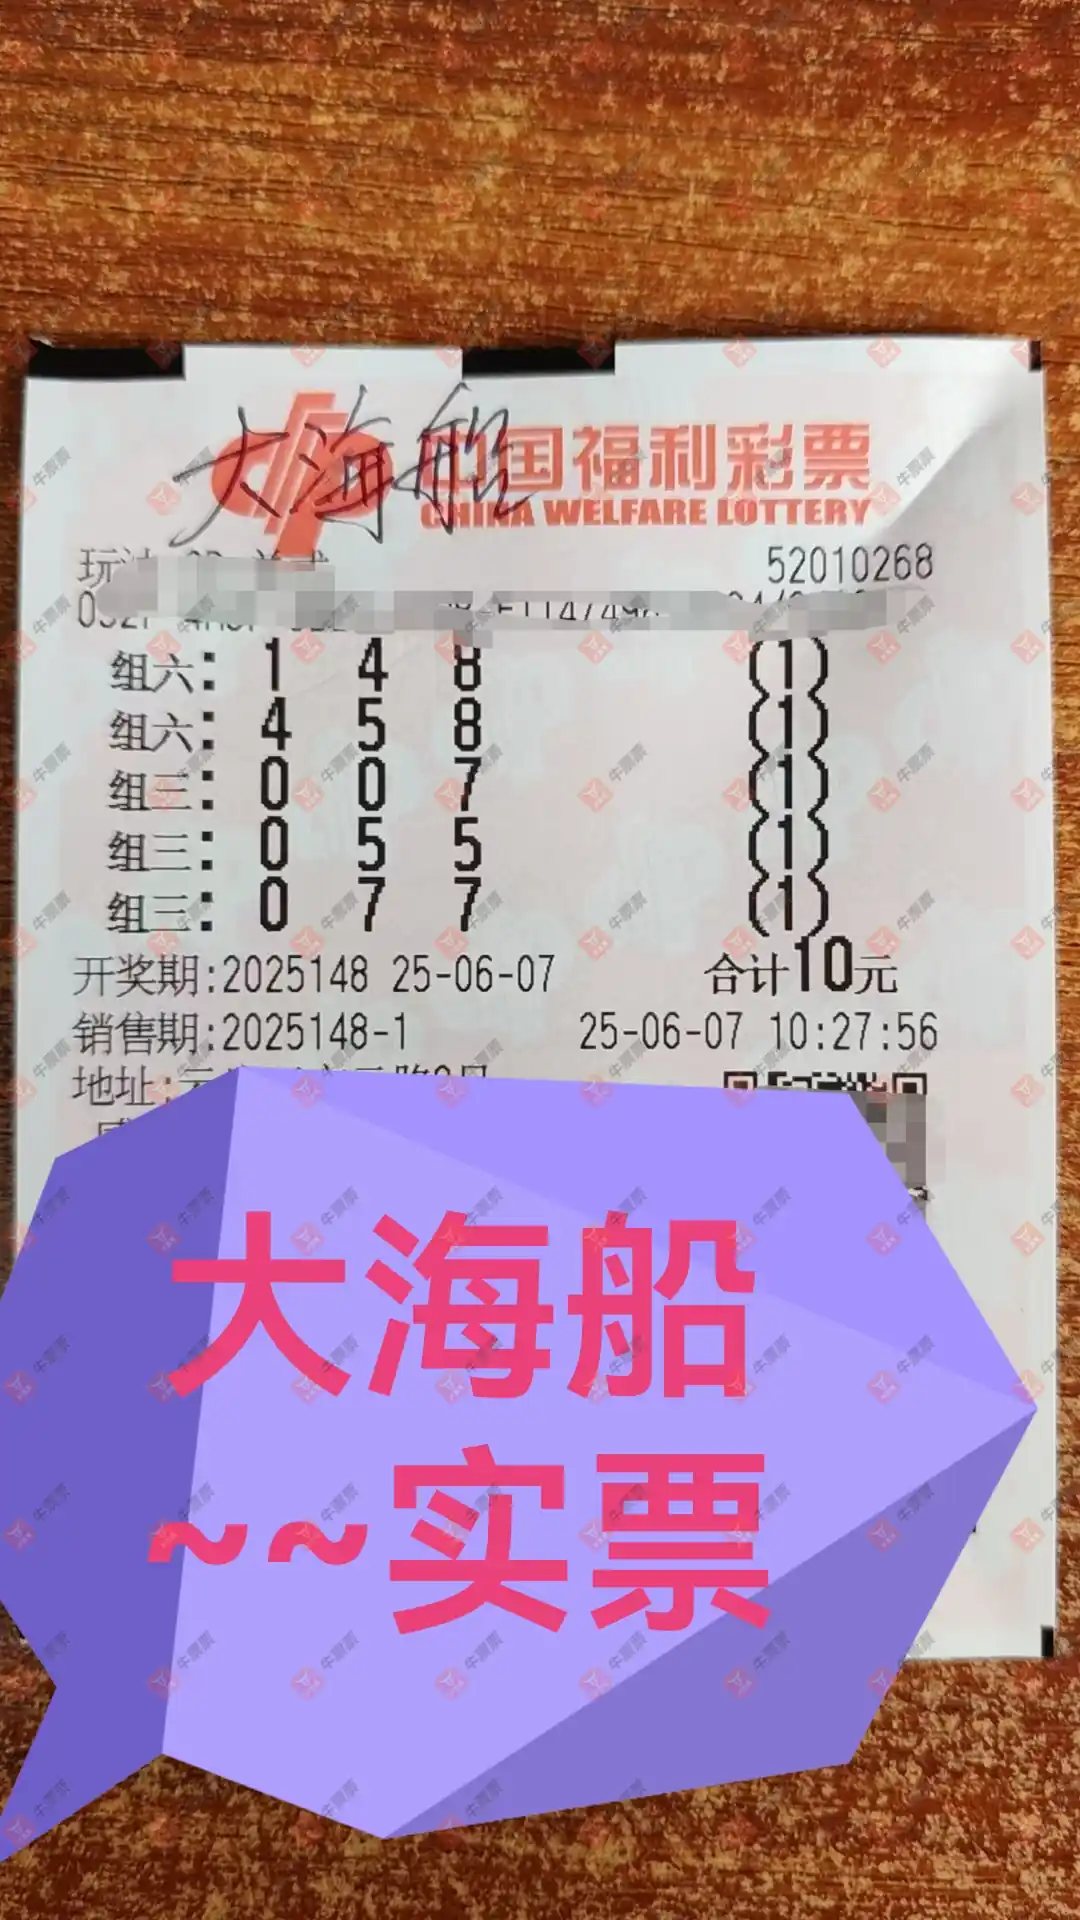 大海船
中国福利彩票
CHINA WELFARE LOTTERY
52010268
组六: 1 4 8 (1)
组六: 4 5 8 (1)
组三: 0 0 7 (1)
组三: 0 5 5 (1)
组三: 0 7 7 (1)
开奖期:2025148 25-06-07 合计10元
销售期:2025148-1 25-06-07 10:27:56
地址:
大海船
~~实票
牛票票